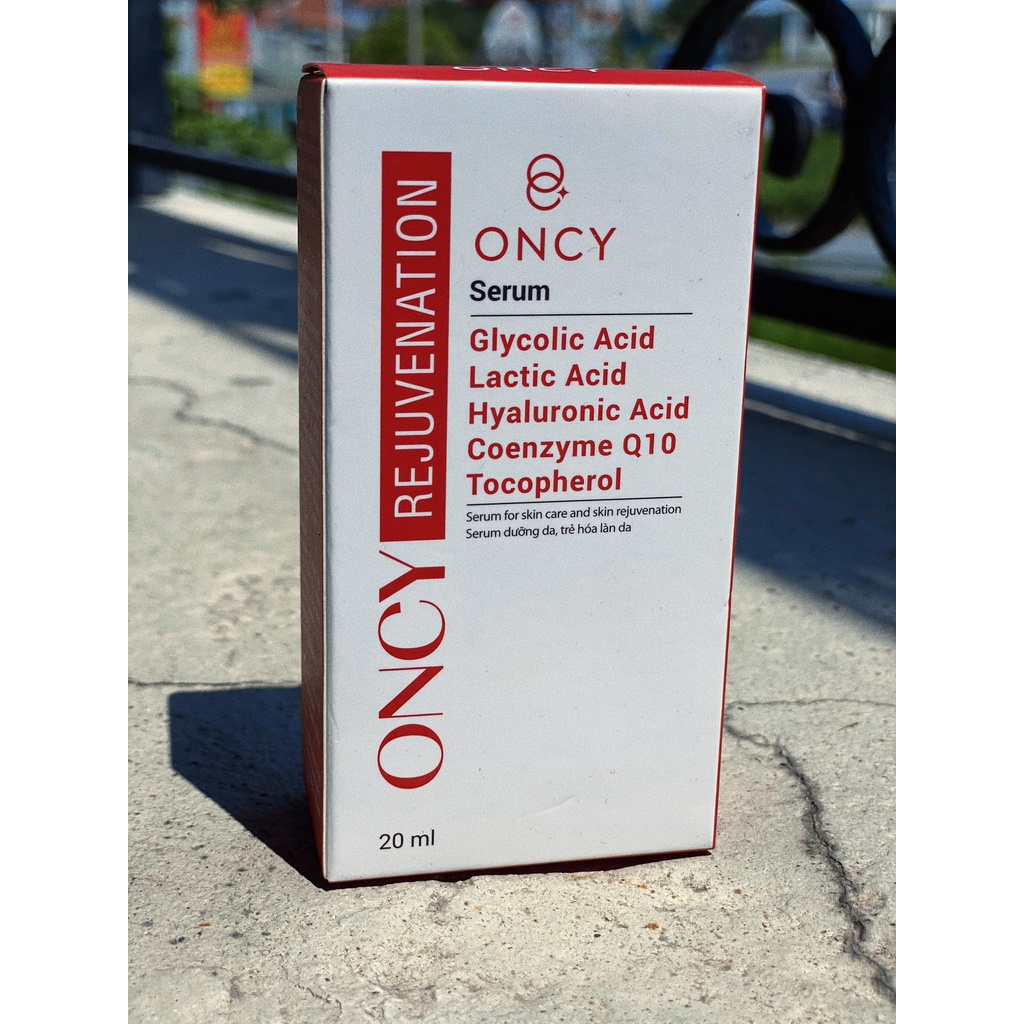 ONCY
ONCY REJUVENATION
ONCY
Serum
Glycolic Acid
Lactic Acid
Hyaluronic Acid
Coenzyme Q10
Tocopherol
Serum for skin care and skin rejuvenation
Serum dưỡng da, trẻ hóa làn da
20 ml